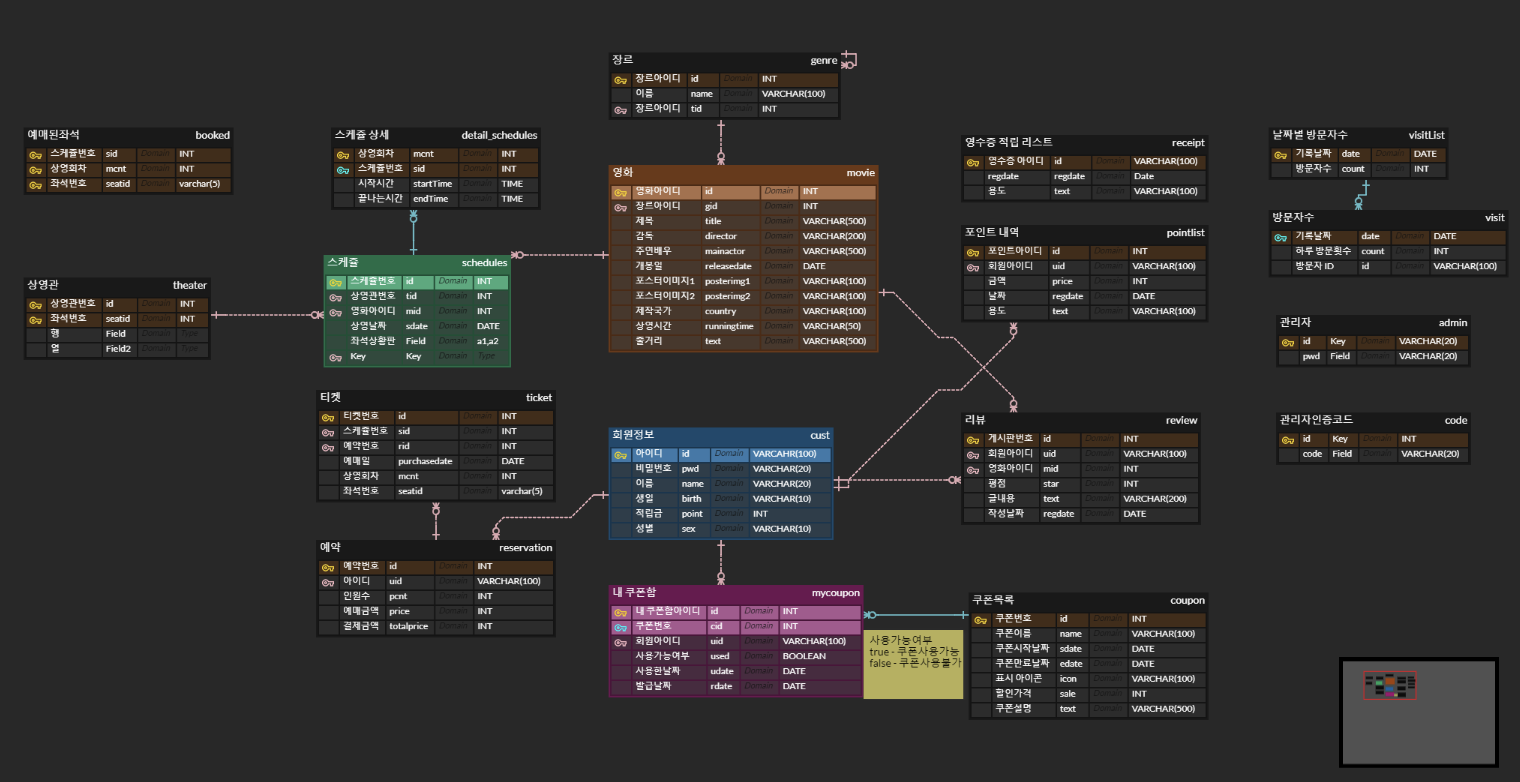 장르 genre
장르아이디 id Domain INT
이름 name Domain VARCHAR(100)
장르아이디 tid Domain INT
예매된좌석 booked
스케쥴번호 sid Domain INT
상영회차 mcnt Domain INT
좌석번호 seatid Domain varchar(5)
스케쥴 상세 detail_schedules
상영회차 mcnt Domain INT
스케쥴번호 sid Domain INT
시작시간 startTime Domain TIME
끝나는시간 endTime Domain TIME
영화 movie
영화아이디 id Domain INT
장르아이디 gid Domain INT
제목 title Domain VARCHAR(500)
감독 director Domain VARCHAR(200)
주연배우 mainactor Domain VARCHAR(500)
개봉일 releasedate Domain DATE
포스터이미지1 posterimg1 Domain VARCHAR(100)
포스터이미지2 posterimg2 Domain VARCHAR(100)
제작국가 country Domain VARCHAR(100)
상영시간 runningtime Domain VARCHAR(50)
줄거리 text Domain VARCHAR(500)
영수증 적립 리스트 receipt
영수증 아이디 id Domain VARCHAR(100)
regdate regdate Domain Date
용도 text Domain VARCHAR(100)
날짜별 방문자수 visitList
기록날짜 date Domain DATE
방문자수 count Domain INT
방문자수 visit
기록날짜 date Domain DATE
하루 방문횟수 count Domain INT
방문자 ID id Domain VARCHAR(100)
포인트 내역 pointlist
포인트아이디 id Domain INT
회원아이디 uid Domain VARCHAR(100)
금액 price Domain INT
날짜 regdate Domain DATE
용도 text Domain VARCHAR(100)
상영관 theater
상영관번호 id Domain INT
좌석번호 seatid Domain INT
행 Field Domain Type
열 Field2 Domain Type
스케쥴 schedules
스케쥴번호 id Domain INT
상영관번호 tid Domain INT
영화아이디 mid Domain INT
상영날짜 sdate Domain DATE
좌석상황판 Field Domain a1,a2
Key Key Domain Type
관리자 admin
id Key Domain VARCHAR(20)
pwd Field Domain VARCHAR(20)
티켓 ticket
티켓번호 id Domain INT
스케쥴번호 sid Domain INT
예약번호 rid Domain INT
예매일 purchasedate Domain DATE
상영회차 mcnt Domain INT
좌석번호 seatid Domain varchar(5)
회원정보 cust
아이디 id Domain VARCAHR(100)
비밀번호 pwd Domain VARCHAR(20)
이름 name Domain VARCHAR(20)
생일 birth Domain VARCHAR(10)
적립금 point Domain INT
성별 sex Domain VARCHAR(10)
리뷰 review
게시판번호 id Domain INT
회원아이디 uid Domain VARCHAR(100)
영화아이디 mid Domain INT
평점 star Domain INT
글내용 text Domain VARCHAR(200)
작성날짜 regdate Domain DATE
관리자인증코드 code
id Key Domain INT
code Field Domain VARCHAR(20)
예약 reservation
예약번호 id Domain INT
아이디 uid Domain VARCHAR(100)
인원수 pcnt Domain INT
예매금액 price Domain INT
결제금액 totalprice Domain INT
내 쿠폰함 mycoupon
내 쿠폰함아이디 id Domain INT
쿠폰번호 cid Domain INT
회원아이디 uid Domain VARCHAR(100)
사용가능여부 used Domain BOOLEAN
사용한날짜 udate Domain DATE
발급날짜 rdate Domain DATE
사용가능여부
true - 쿠폰사용가능
false - 쿠폰사용불가
쿠폰목록 coupon
쿠폰번호 id Domain INT
쿠폰이름 name Domain VARCHAR(100)
쿠폰시작날짜 sdate Domain DATE
쿠폰만료날짜 edate Domain DATE
표시 아이콘 icon Domain VARCHAR(100)
할인가격 sale Domain INT
쿠폰설명 text Domain VARCHAR(500)